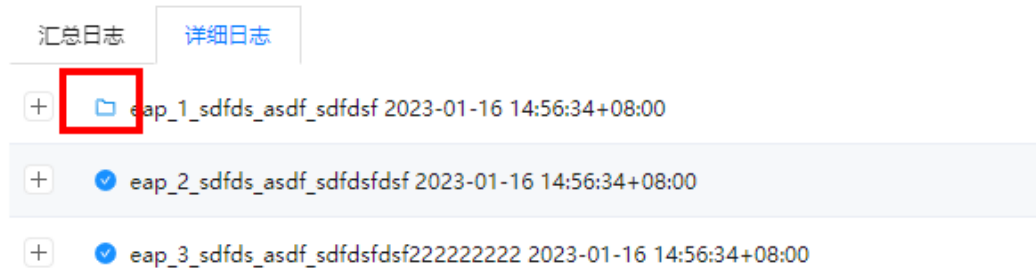 汇总日志 详细日志
eap_1_sdfds_asdf_sdfdsf 2023-01-16 14:56:34+08:00
eap_2_sdfds_asdf_sdfdsfdsf 2023-01-16 14:56:34+08:00
eap_3_sdfds_asdf_sdfdsfdsf222222222 2023-01-16 14:56:34+08:00